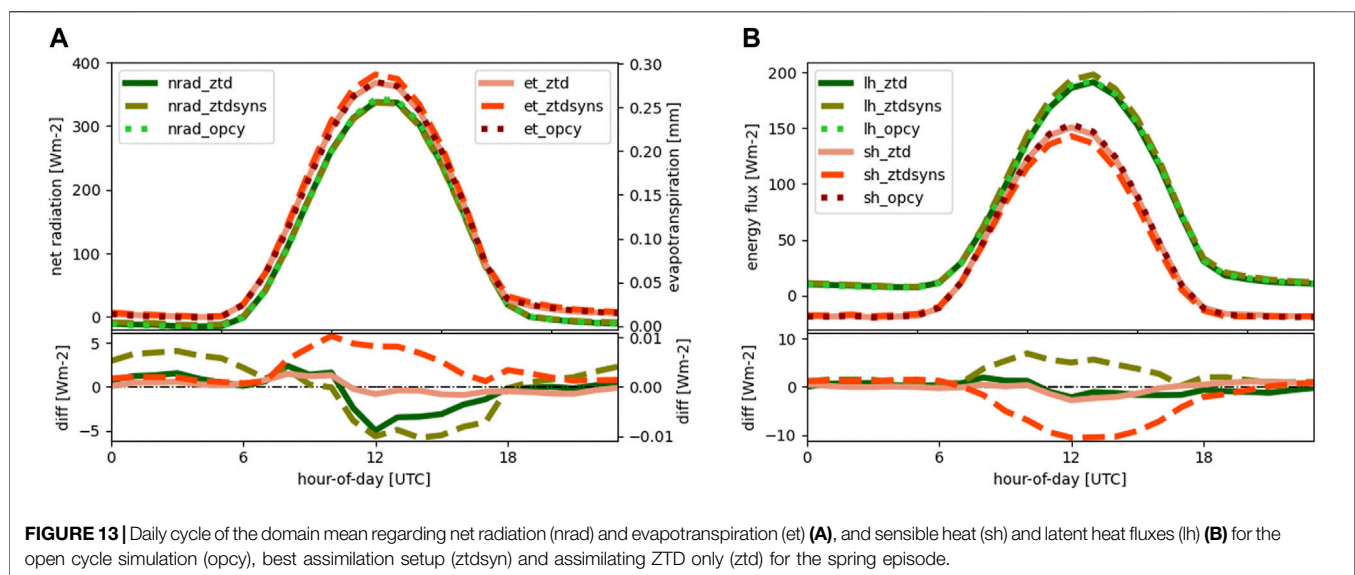 A
400
300
200
100
0
net radiation [Wm-2]
nrad_ztd
nrad_ztdsyns
nrad_opcy
et_ztd
et_ztdsyns
et_opcy
0.30
0.25
0.20
0.15
0.10
0.05
0.00
evapotranspiration [mm]
5
0
−5
diff [Wm-2]
0.01
0.00
−0.01
diff [Wm-2]
0
6
12
18
hour-of-day [UTC]
B
200
150
100
50
0
energy flux [Wm-2]
lh_ztd
lh_ztdsyns
lh_opcy
sh_ztd
sh_ztdsyns
sh_opcy
10
0
−10
diff [Wm-2]
0
6
12
18
hour-of-day [UTC]
FIGURE 13 | Daily cycle of the domain mean regarding net radiation (nrad) and evapotranspiration (et) (A), and sensible heat (sh) and latent heat fluxes (lh) (B) for the
open cycle simulation (opcy), best assimilation setup (ztdsyn) and assimilating ZTD only (ztd) for the spring episode.